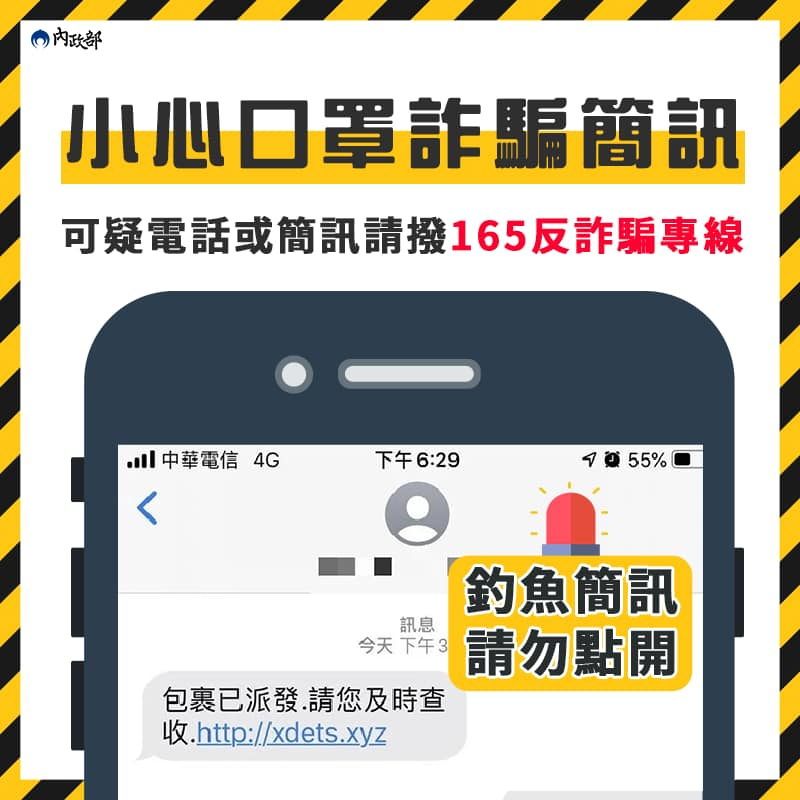 內政部
小心口罩詐騙簡訊
可疑電話或簡訊請撥165反詐騙專線
中華電信 4G 下午6:29 55%
釣魚簡訊
請勿點開
訊息
今天 下午3
包裹已派發.請您及時查
收.http://xdets.xyz